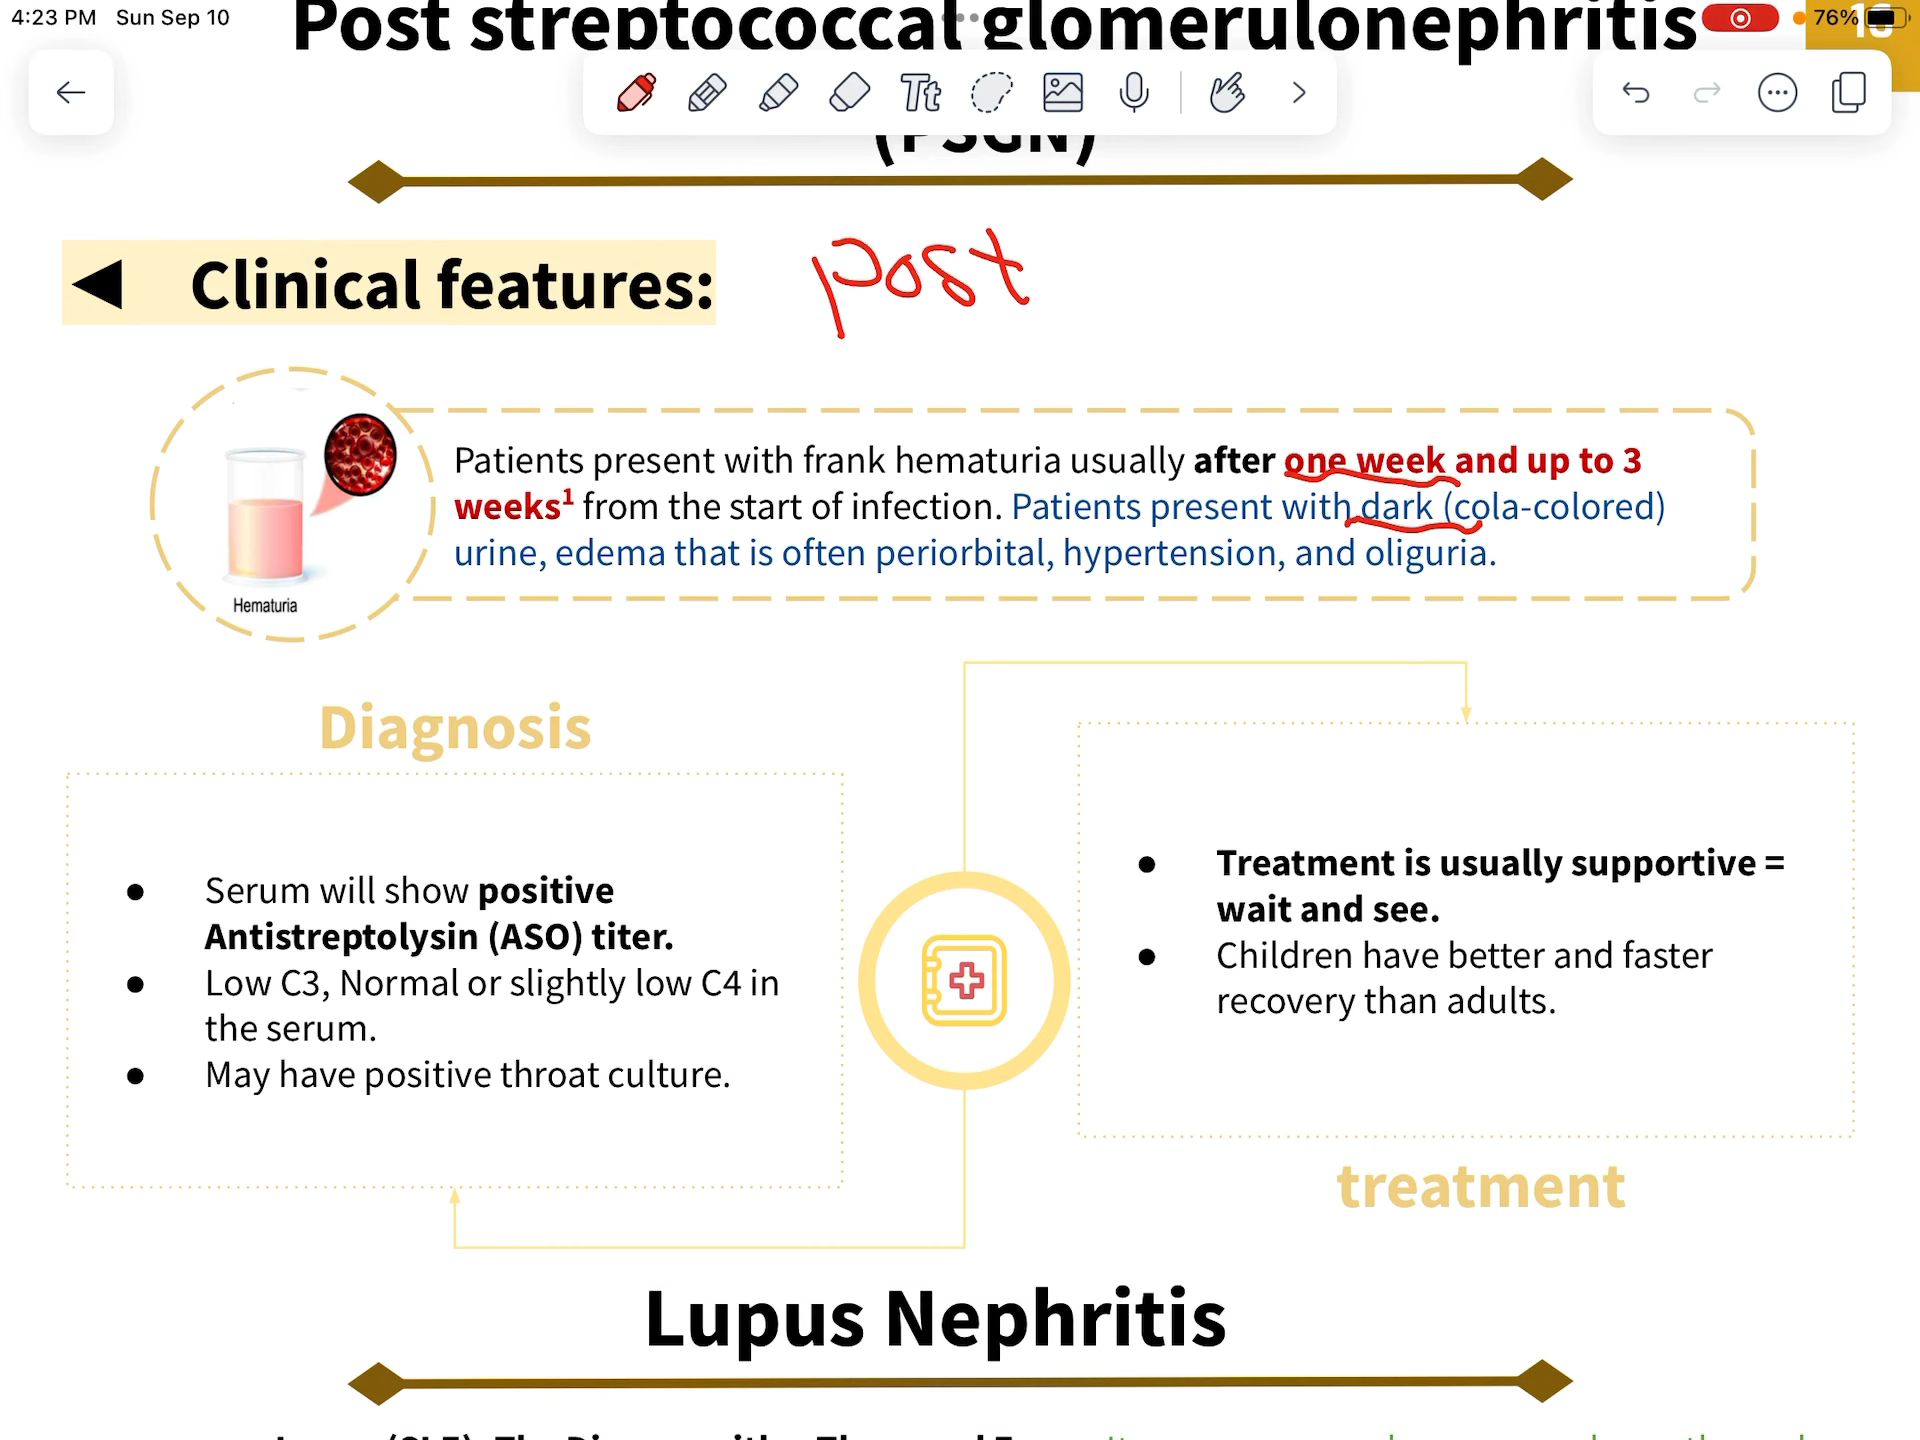 4:23 PM Sun Sep 10
76%
Post streptococcal glomerulonephritis
(PSGN)
Tt
Clinical features:
post
Patients present with frank hematuria usually after one week and up to 3
weeks¹ from the start of infection. Patients present with dark (cola-colored)
urine, edema that is often periorbital, hypertension, and oliguria.
Hematuria
Diagnosis
● Serum will show positive
Antistreptolysin (ASO) titer.
● Low C3, Normal or slightly low C4 in
the serum.
● May have positive throat culture.
● Treatment is usually supportive =
wait and see.
● Children have better and faster
recovery than adults.
treatment
Lupus Nephritis